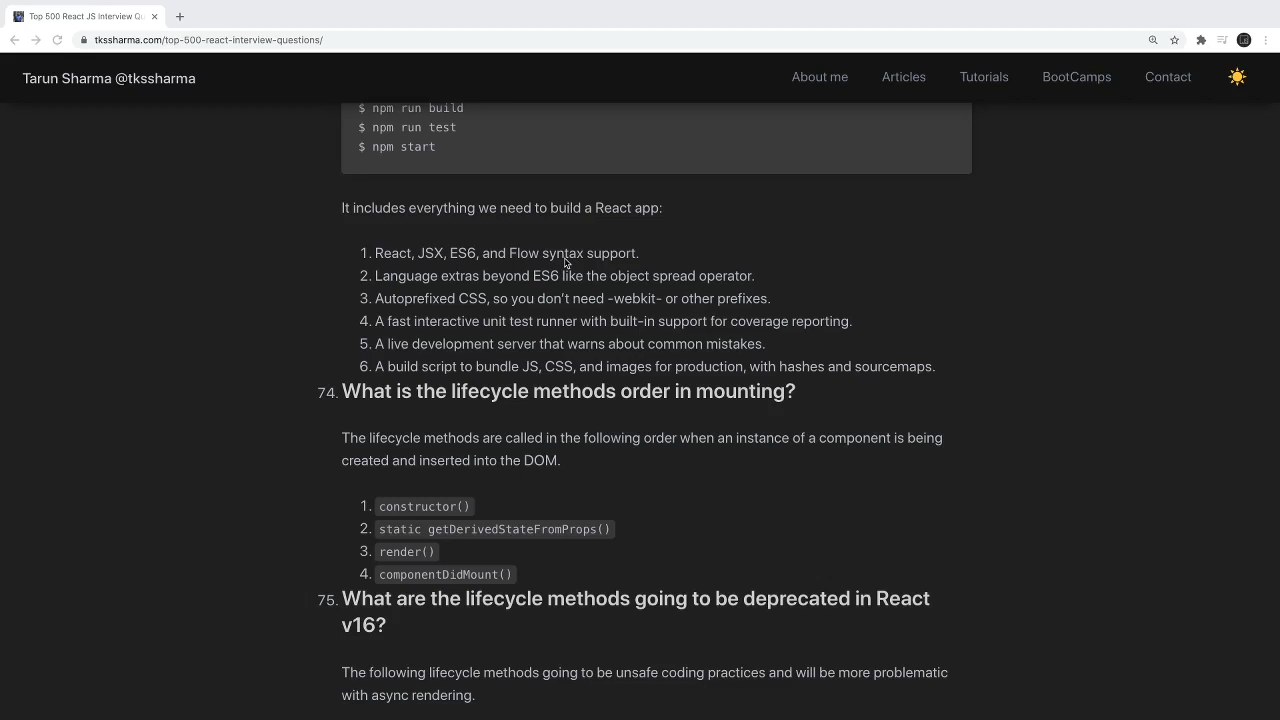 Top 500 React JS Interview Qu
tkssharma.com/top-500-react-interview-questions/
Tarun Sharma @tkssharma
About me
Articles
Tutorials
BootCamps
Contact
$ npm run build
$ npm run test
$ npm start
It includes everything we need to build a React app:
1. React, JSX, ES6, and Flow syntax support.
2. Language extras beyond ES6 like the object spread operator.
3. Autoprefixed CSS, so you don’t need -webkit- or other prefixes.
4. A fast interactive unit test runner with built-in support for coverage reporting.
5. A live development server that warns about common mistakes.
6. A build script to bundle JS, CSS, and images for production, with hashes and sourcemaps.
74. What is the lifecycle methods order in mounting?
The lifecycle methods are called in the following order when an instance of a component is being
created and inserted into the DOM.
1. constructor()
2. static getDerivedStateFromProps()
3. render()
4. componentDidMount()
75. What are the lifecycle methods going to be deprecated in React
v16?
The following lifecycle methods going to be unsafe coding practices and will be more problematic
with async rendering.